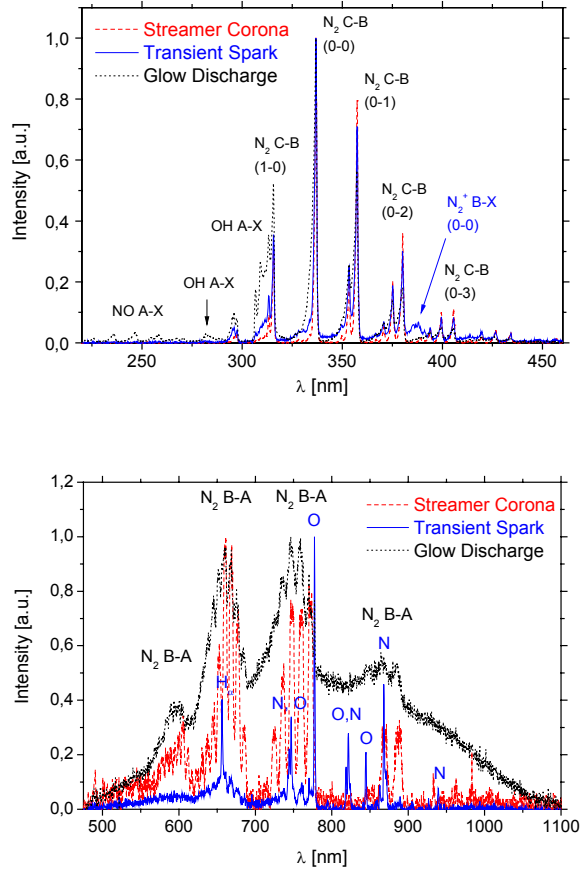 1,0
0,8
0,6
0,4
0,2
0,0
Intensity [a.u.]
Streamer Corona
Transient Spark
Glow Discharge
N₂ C-B
(0-0)
N₂ C-B
(0-1)
N₂ C-B
(1-0)
N₂ C-B
(0-2)
N₂⁺ B-X
(0-0)
OH A-X
OH A-X
NO A-X
N₂ C-B
(0-3)
250 300 350 400 450
λ [nm]
1,2
1,0
0,8
0,6
0,4
0,2
0,0
Intensity [a.u.]
N₂ B-A
N₂ B-A
O
Streamer Corona
Transient Spark
Glow Discharge
N₂ B-A
N₂ B-A
N
H
N, O
O,N
O
N
500 600 700 800 900 1000 1100
λ [nm]